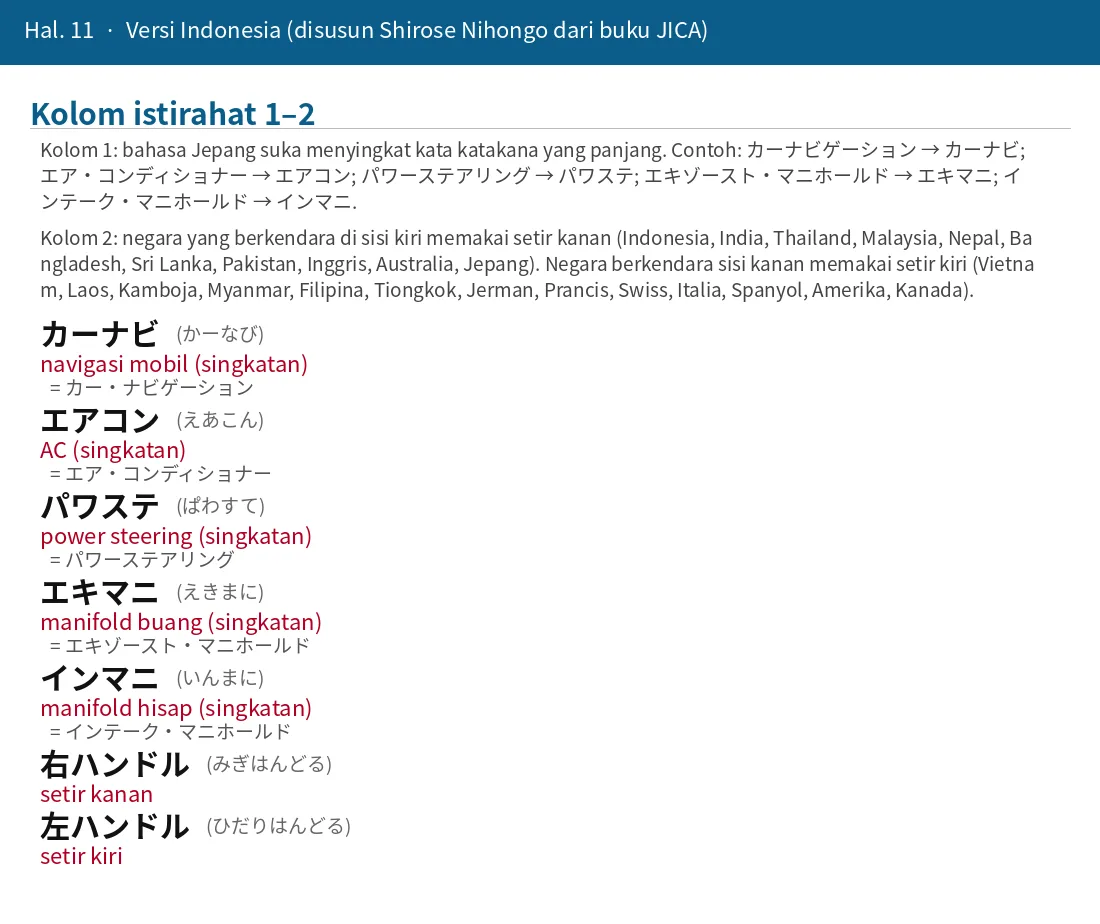 Hal. 11 · Versi Indonesia (disusun Shirose Nihongo dari buku JICA)
Kolom istirahat 1–2
Kolom 1: bahasa Jepang suka menyingkat kata katakana yang panjang. Contoh: カーナビゲーション → カーナビ;
エア・コンディショナー → エアコン; パワーステアリング → パワステ; エキゾースト・マニホールド → エキマニ; イ
ンテーク・マニホールド → インマニ.
Kolom 2: negara yang berkendara di sisi kiri memakai setir kanan (Indonesia, India, Thailand, Malaysia, Nepal, Ba
ngladesh, Sri Lanka, Pakistan, Inggris, Australia, Jepang). Negara berkendara sisi kanan memakai setir kiri (Vietna
m, Laos, Kamboja, Myanmar, Filipina, Tiongkok, Jerman, Prancis, Swiss, Italia, Spanyol, Amerika, Kanada).
カーナビ (かーなび)
navigasi mobil (singkatan)
= カー・ナビゲーション
エアコン (えあこん)
AC (singkatan)
= エア・コンディショナー
パワステ (ぱわすて)
power steering (singkatan)
= パワーステアリング
エキマニ (えきまに)
manifold buang (singkatan)
= エキゾースト・マニホールド
インマニ (いんまに)
manifold hisap (singkatan)
= インテーク・マニホールド
右ハンドル (みぎはんどる)
setir kanan
左ハンドル (ひだりはんどる)
setir kiri